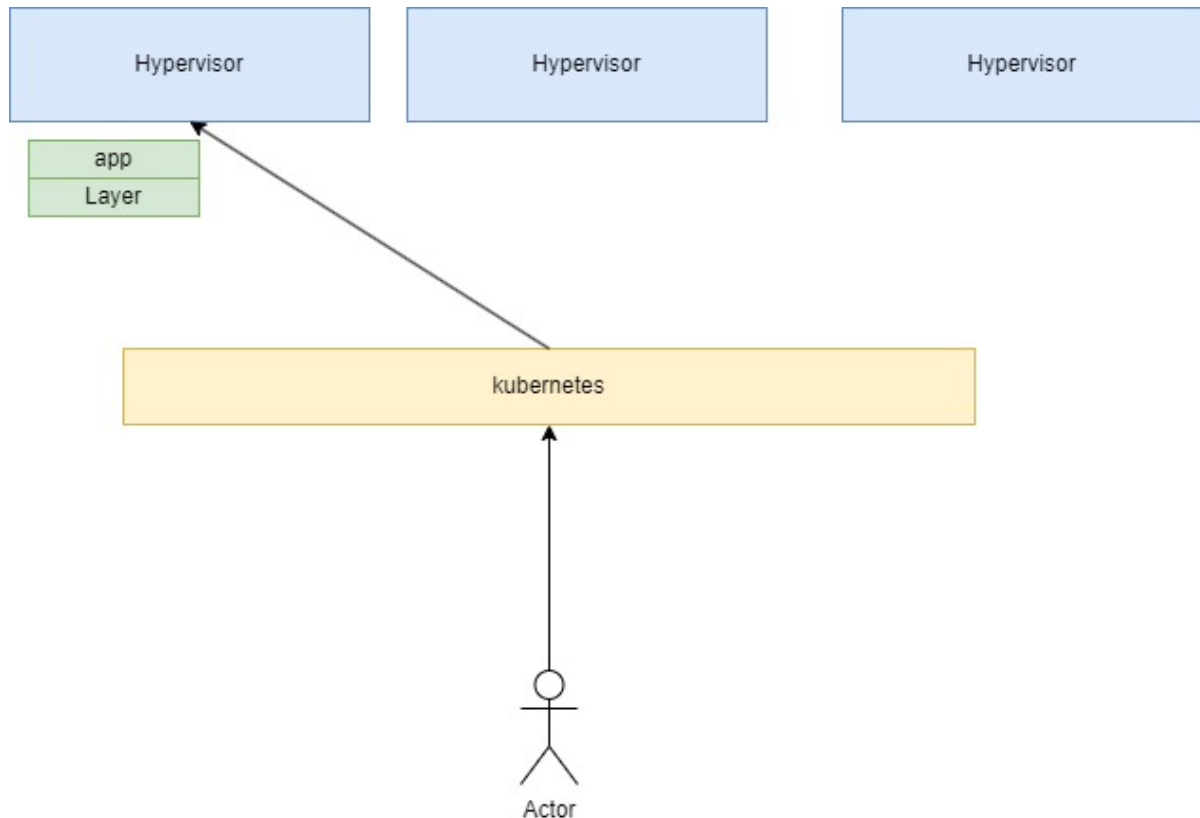 Hypervisor
Hypervisor
Hypervisor
app
Layer
kubernetes
Actor